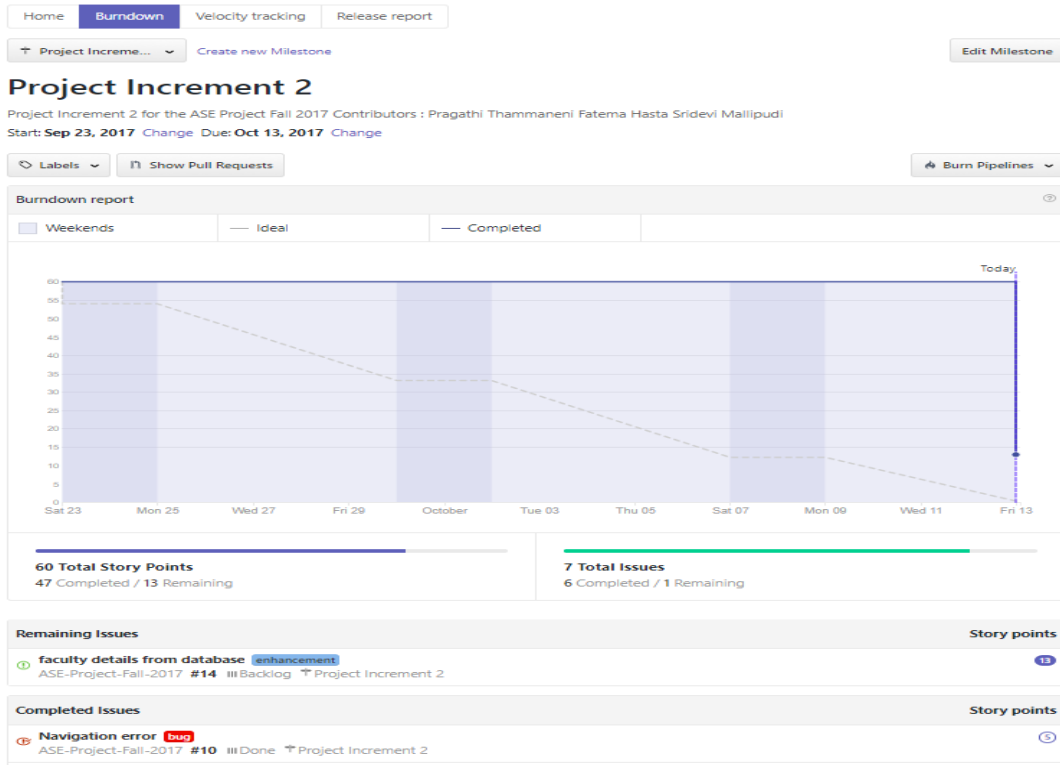 Home Burndown Velocity tracking Release report
Project Increme... Create new Milestone Edit Milestone
Project Increment 2
Project Increment 2 for the ASE Project Fall 2017 Contributors : Pragathi Thammaneni Fatema Hasta Sridevi Mallipudi
Start: Sep 23, 2017 Change Due: Oct 13, 2017 Change
Labels Show Pull Requests Burn Pipelines
Burndown report
Weekends Ideal Completed
Today
60
55
50
45
40
35
30
25
20
15
10
5
0
Sat 23 Mon 25 Wed 27 Fri 29 October Tue 03 Thu 05 Sat 07 Mon 09 Wed 11 Fri 13
60 Total Story Points 7 Total Issues
47 Completed / 13 Remaining 6 Completed / 1 Remaining
Remaining Issues Story points
faculty details from database enhancement 13
ASE-Project-Fall-2017 #14 Backlog Project Increment 2
Completed Issues Story points
Navigation error bug 5
ASE-Project-Fall-2017 #10 Done Project Increment 2